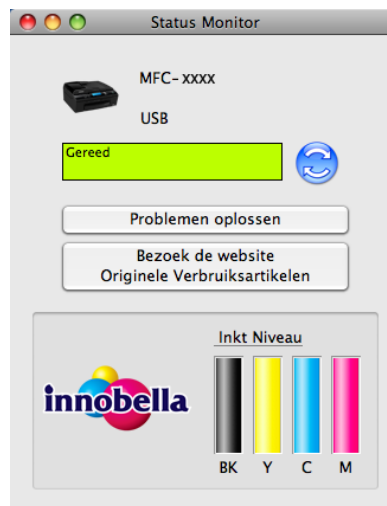 Status Monitor
MFC-xxxx
USB
Gereed
Problemen oplossen
Bezoek de website
Originele Verbruiksartikelen
Inkt Niveau
innobella
BK Y C M